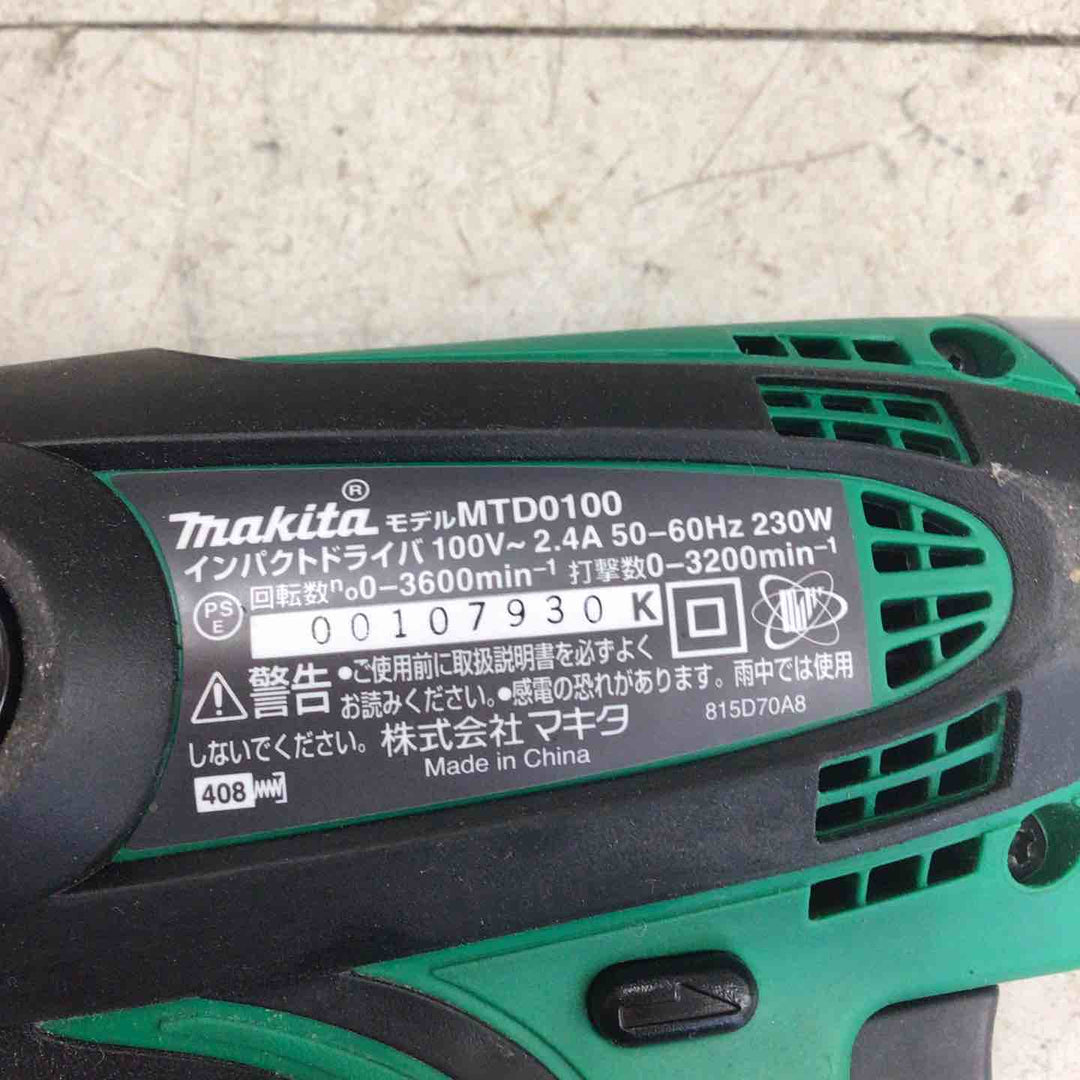 makita® モデルMTD0100
インパクトドライバ 100V~ 2.4A 50-60Hz 230W
PSE 回転数n₀0-3600min⁻¹ 打撃数0-3200min⁻¹
00107930 K
警告 •ご使用前に取扱説明書を必ずよく
お読みください。•感電の恐れがあります。雨中では使用
しないでください。株式会社マキタ 815D70A8
Made in China
408